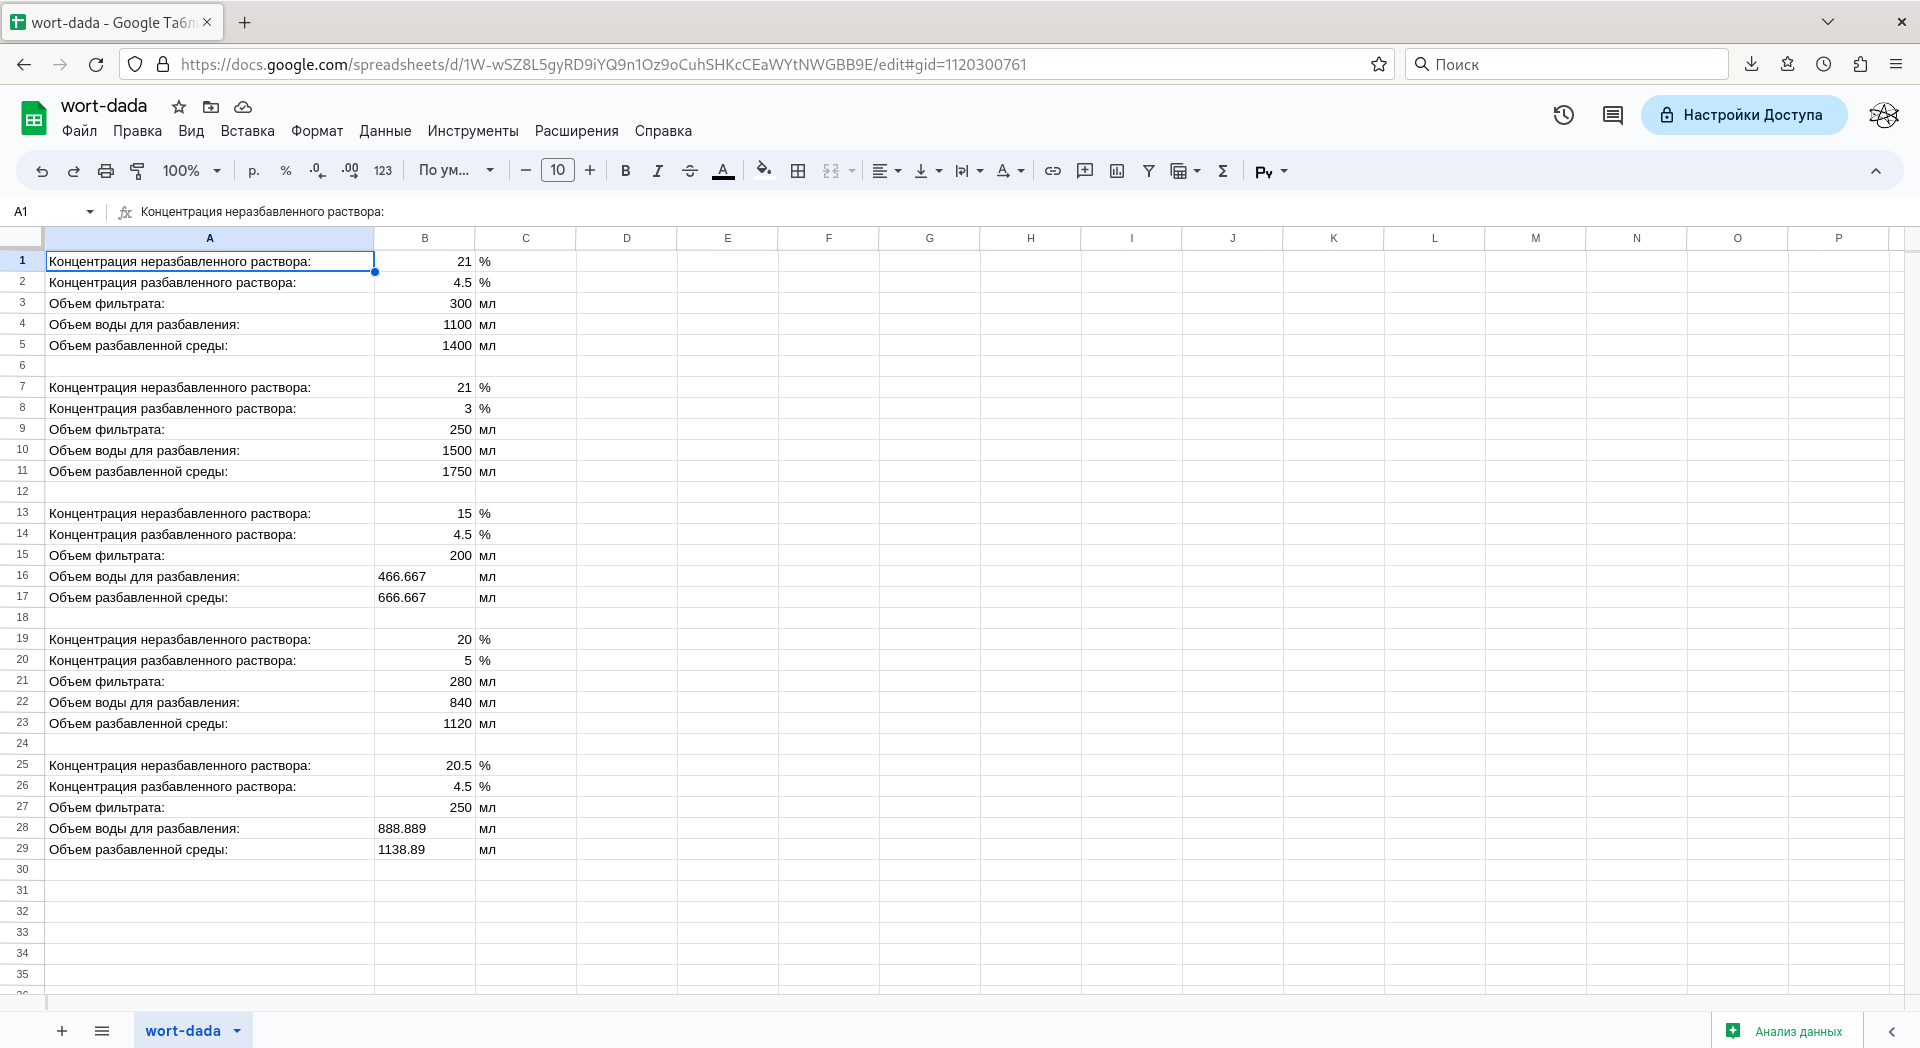 wort-dada - Google Табл
https://docs.google.com/spreadsheets/d/1W-wSZ8L5gyRD9iYQ9n1Oz9oCuhSHKcCEaWYtNWGBB9E/edit#gid=1120300761
Поиск
wort-dada
Файл Правка Вид Вставка Формат Данные Инструменты Расширения Справка
Настройки Доступа
100% р. % .0 .00 123 По ум... 10 B I A Σ
A1 fx Концентрация неразбавленного раствора:
A B C D E F G H I J K L M N O P
1 Концентрация неразбавленного раствора: 21 %
2 Концентрация разбавленного раствора: 4.5 %
3 Объем фильтрата: 300 мл
4 Объем воды для разбавления: 1100 мл
5 Объем разбавленной среды: 1400 мл
6
7 Концентрация неразбавленного раствора: 21 %
8 Концентрация разбавленного раствора: 3 %
9 Объем фильтрата: 250 мл
10 Объем воды для разбавления: 1500 мл
11 Объем разбавленной среды: 1750 мл
12
13 Концентрация неразбавленного раствора: 15 %
14 Концентрация разбавленного раствора: 4.5 %
15 Объем фильтрата: 200 мл
16 Объем воды для разбавления: 466.667 мл
17 Объем разбавленной среды: 666.667 мл
18
19 Концентрация неразбавленного раствора: 20 %
20 Концентрация разбавленного раствора: 5 %
21 Объем фильтрата: 280 мл
22 Объем воды для разбавления: 840 мл
23 Объем разбавленной среды: 1120 мл
24
25 Концентрация неразбавленного раствора: 20.5 %
26 Концентрация разбавленного раствора: 4.5 %
27 Объем фильтрата: 250 мл
28 Объем воды для разбавления: 888.889 мл
29 Объем разбавленной среды: 1138.89 мл
30
31
32
33
34
35
wort-dada
Анализ данных